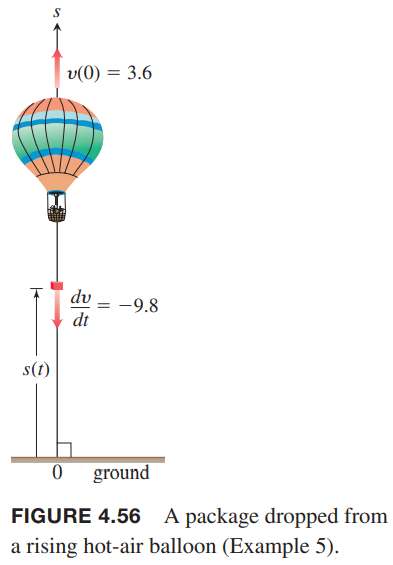 s
v(0) = 3.6
dv/dt = −9.8
s(t)
0 ground
FIGURE 4.56 A package dropped from
a rising hot-air balloon (Example 5).